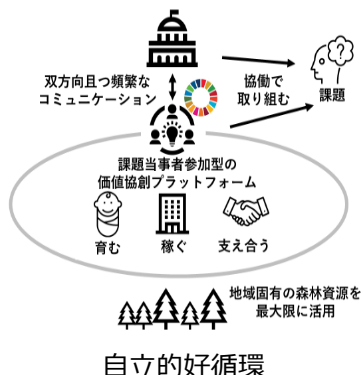 双方向且つ頻繁な
コミュニケーション
協働で
取り組む
課題
課題当事者参加型の
価値協創プラットフォーム
育む
稼ぐ
支え合う
地域固有の森林資源を
最大限に活用
自立的好循環